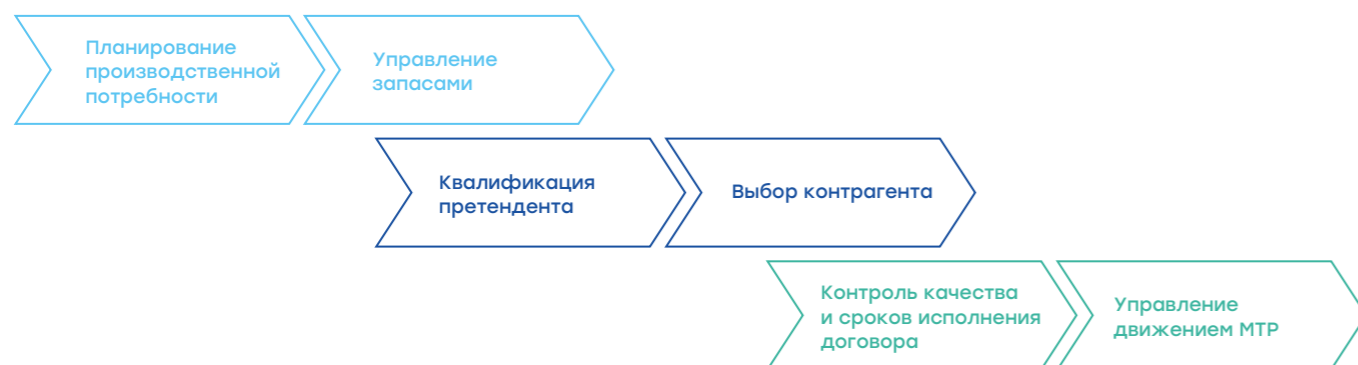 Планирование
производственной
потребности
Управление
запасами
Квалификация
претендента
Выбор контрагента
Контроль качества
и сроков исполнения
договора
Управление
движением МТР